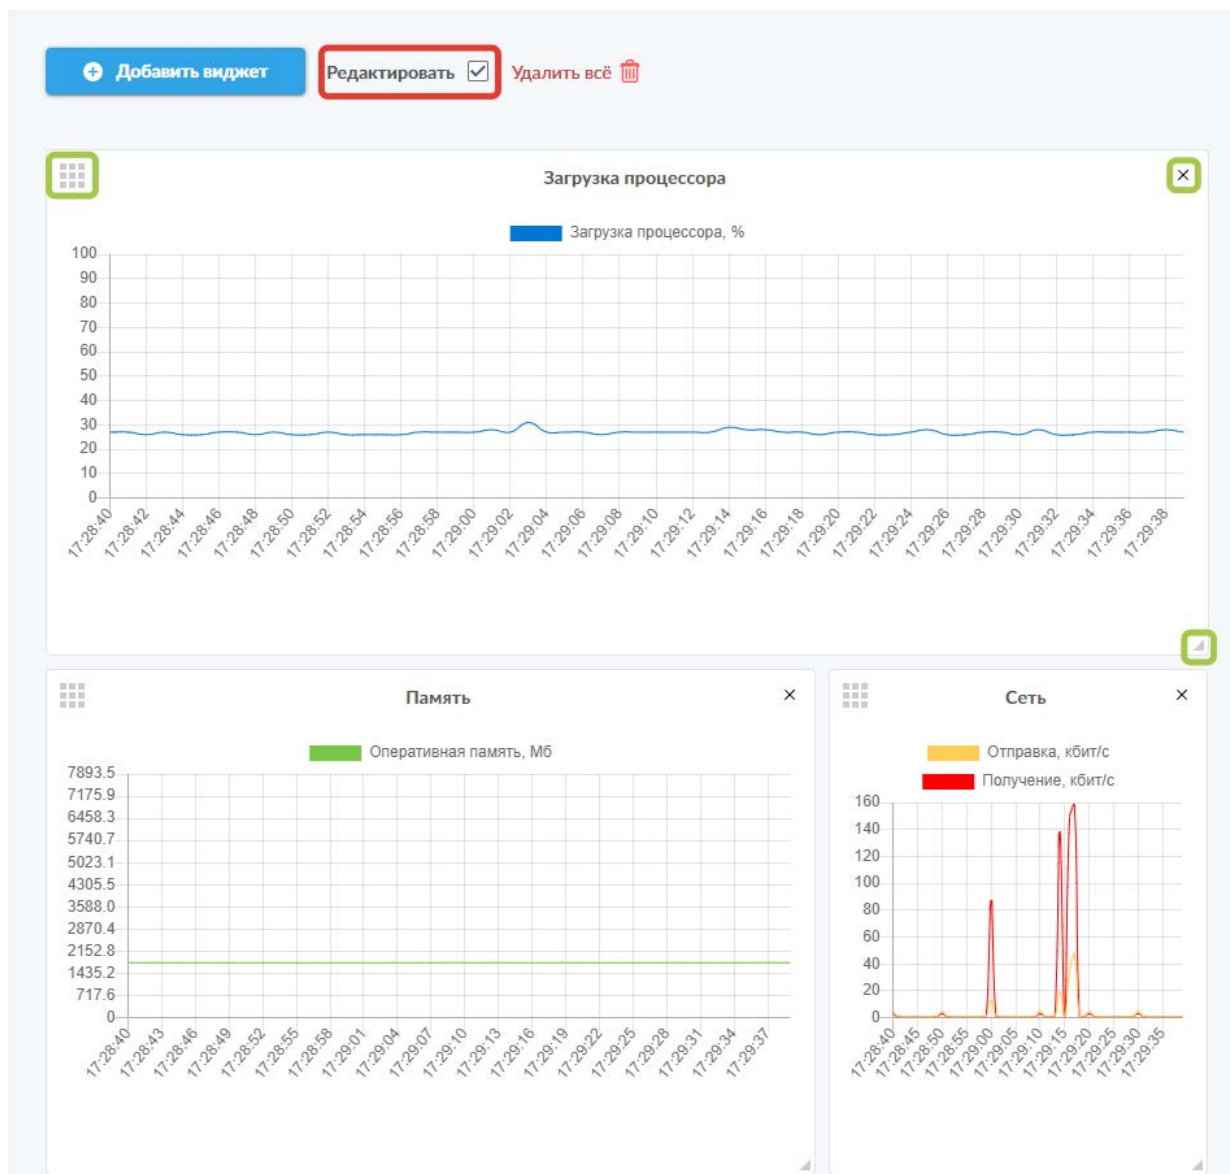 Добавить виджет Редактировать Удалить всё
Загрузка процессора
Загрузка процессора, %
100
90
80
70
60
50
40
30
20
10
0
17:28:40 17:28:42 17:28:44 17:28:46 17:28:48 17:28:50 17:28:52 17:28:54 17:28:56 17:28:58 17:29:00 17:29:02 17:29:04 17:29:06 17:29:08 17:29:10 17:29:12 17:29:14 17:29:16 17:29:18 17:29:20 17:29:22 17:29:24 17:29:26 17:29:28 17:29:30 17:29:32 17:29:34 17:29:36 17:29:38
Память
Оперативная память, Мб
7893.5
7175.9
6458.3
5740.7
5023.1
4305.5
3588.0
2870.4
2152.8
1435.2
717.6
0
17:28:40 17:28:43 17:28:46 17:28:49 17:28:52 17:28:55 17:28:58 17:29:01 17:29:04 17:29:07 17:29:10 17:29:13 17:29:16 17:29:19 17:29:22 17:29:25 17:29:28 17:29:31 17:29:34 17:29:37
Сеть
Отправка, кбит/с
Получение, кбит/с
160
140
120
100
80
60
40
20
0
17:28:40 17:28:45 17:28:50 17:28:55 17:29:00 17:29:05 17:29:10 17:29:15 17:29:20 17:29:25 17:29:30 17:29:35